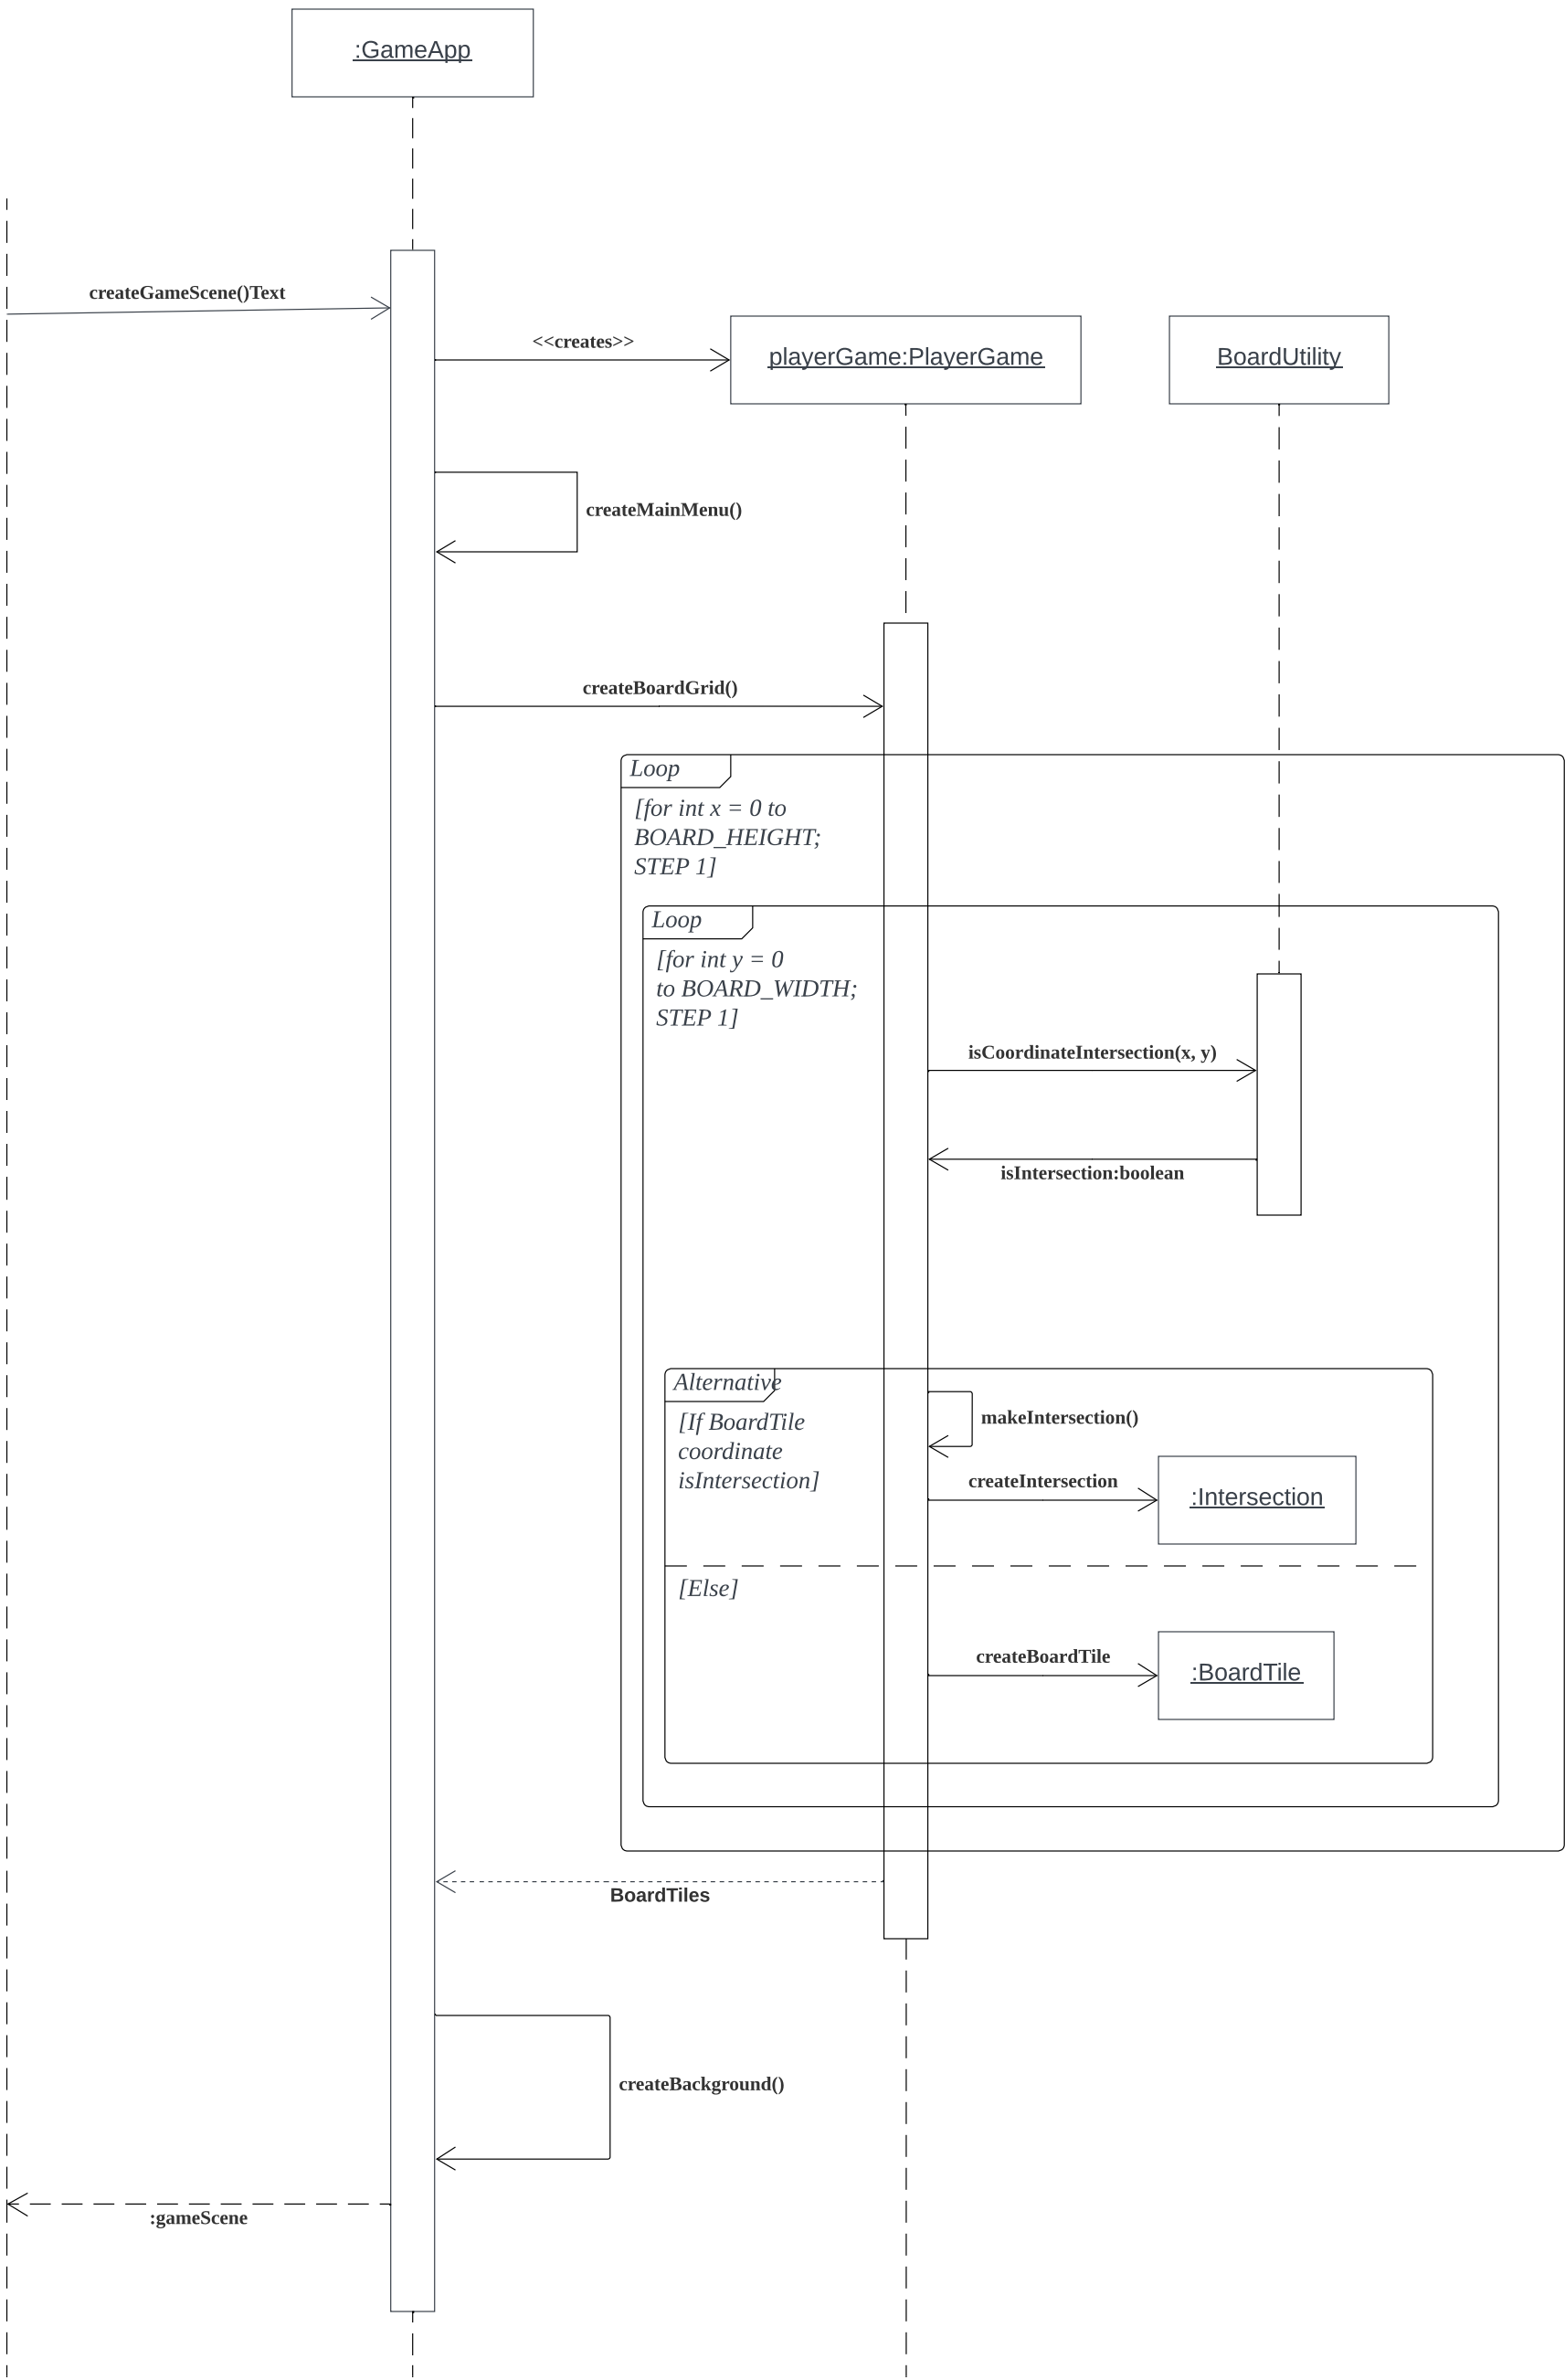 :GameApp
createGameScene()Text
<<creates>>
playerGame:PlayerGame
BoardUtility
createMainMenu()
createBoardGrid()
Loop
[for int x = 0 to
BOARD_HEIGHT;
STEP 1]
Loop
[for int y = 0
to BOARD_WIDTH;
STEP 1]
isCoordinateIntersection(x, y)
isIntersection:boolean
Alternative
[If BoardTile
coordinate
isIntersection]
makeIntersection()
createIntersection
:Intersection
[Else]
createBoardTile
:BoardTile
BoardTiles
createBackground()
:gameScene